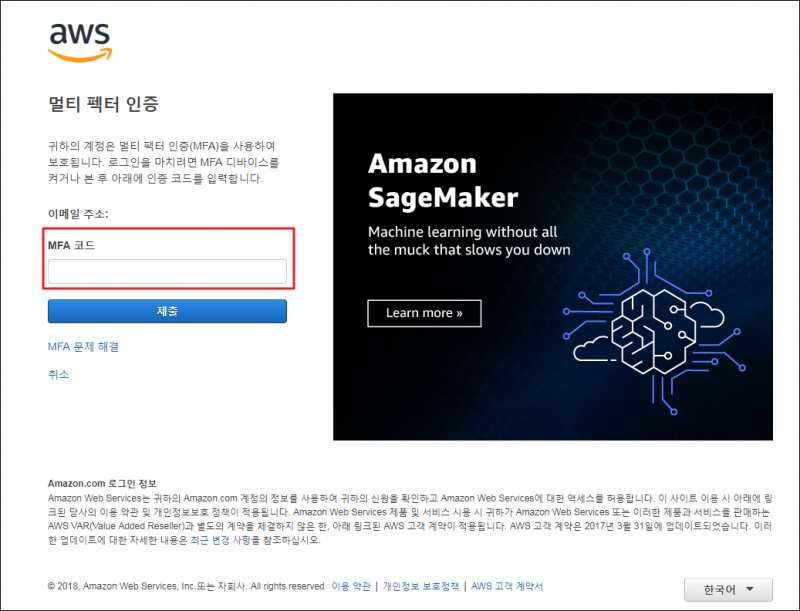 aws
멀티 펙터 인증
귀하의 계정은 멀티 팩터 인증(MFA)을 사용하여
보호됩니다. 로그인을 마치려면 MFA 디바이스를
켜거나 본 후 아래에 인증 코드를 입력합니다.
이메일 주소:
MFA 코드
제출
MFA 문제 해결
취소
Amazon
SageMaker
Machine learning without all
the muck that slows you down
Learn more »
Amazon.com 로그인 정보
Amazon Web Services는 귀하의 Amazon.com 계정의 정보를 사용하여 귀하의 신원을 확인하고 Amazon Web Services에 대한 액세스를 허용합니다. 이 사이트 이용 시 아래에 링
크된 당사의 이용 약관 및 개인정보보호 정책이 적용됩니다. Amazon Web Services 제품 및 서비스 사용 시 귀하가 Amazon Web Services 또는 이러한 제품과 서비스를 판매하는
AWS VAR(Value Added Reseller)과 별도의 계약을 체결하지 않은 한, 아래 링크된 AWS 고객 계약이 적용됩니다. AWS 고객 계약은 2017년 3월 31일에 업데이트되었습니다. 이러
한 업데이트에 대한 자세한 내용은 최근 변경 사항을 참조하십시오.
© 2018, Amazon Web Services, Inc.또는 자회사. All rights reserved. 이용 약관 | 개인정보 보호정책 | AWS 고객 계약서
한국어